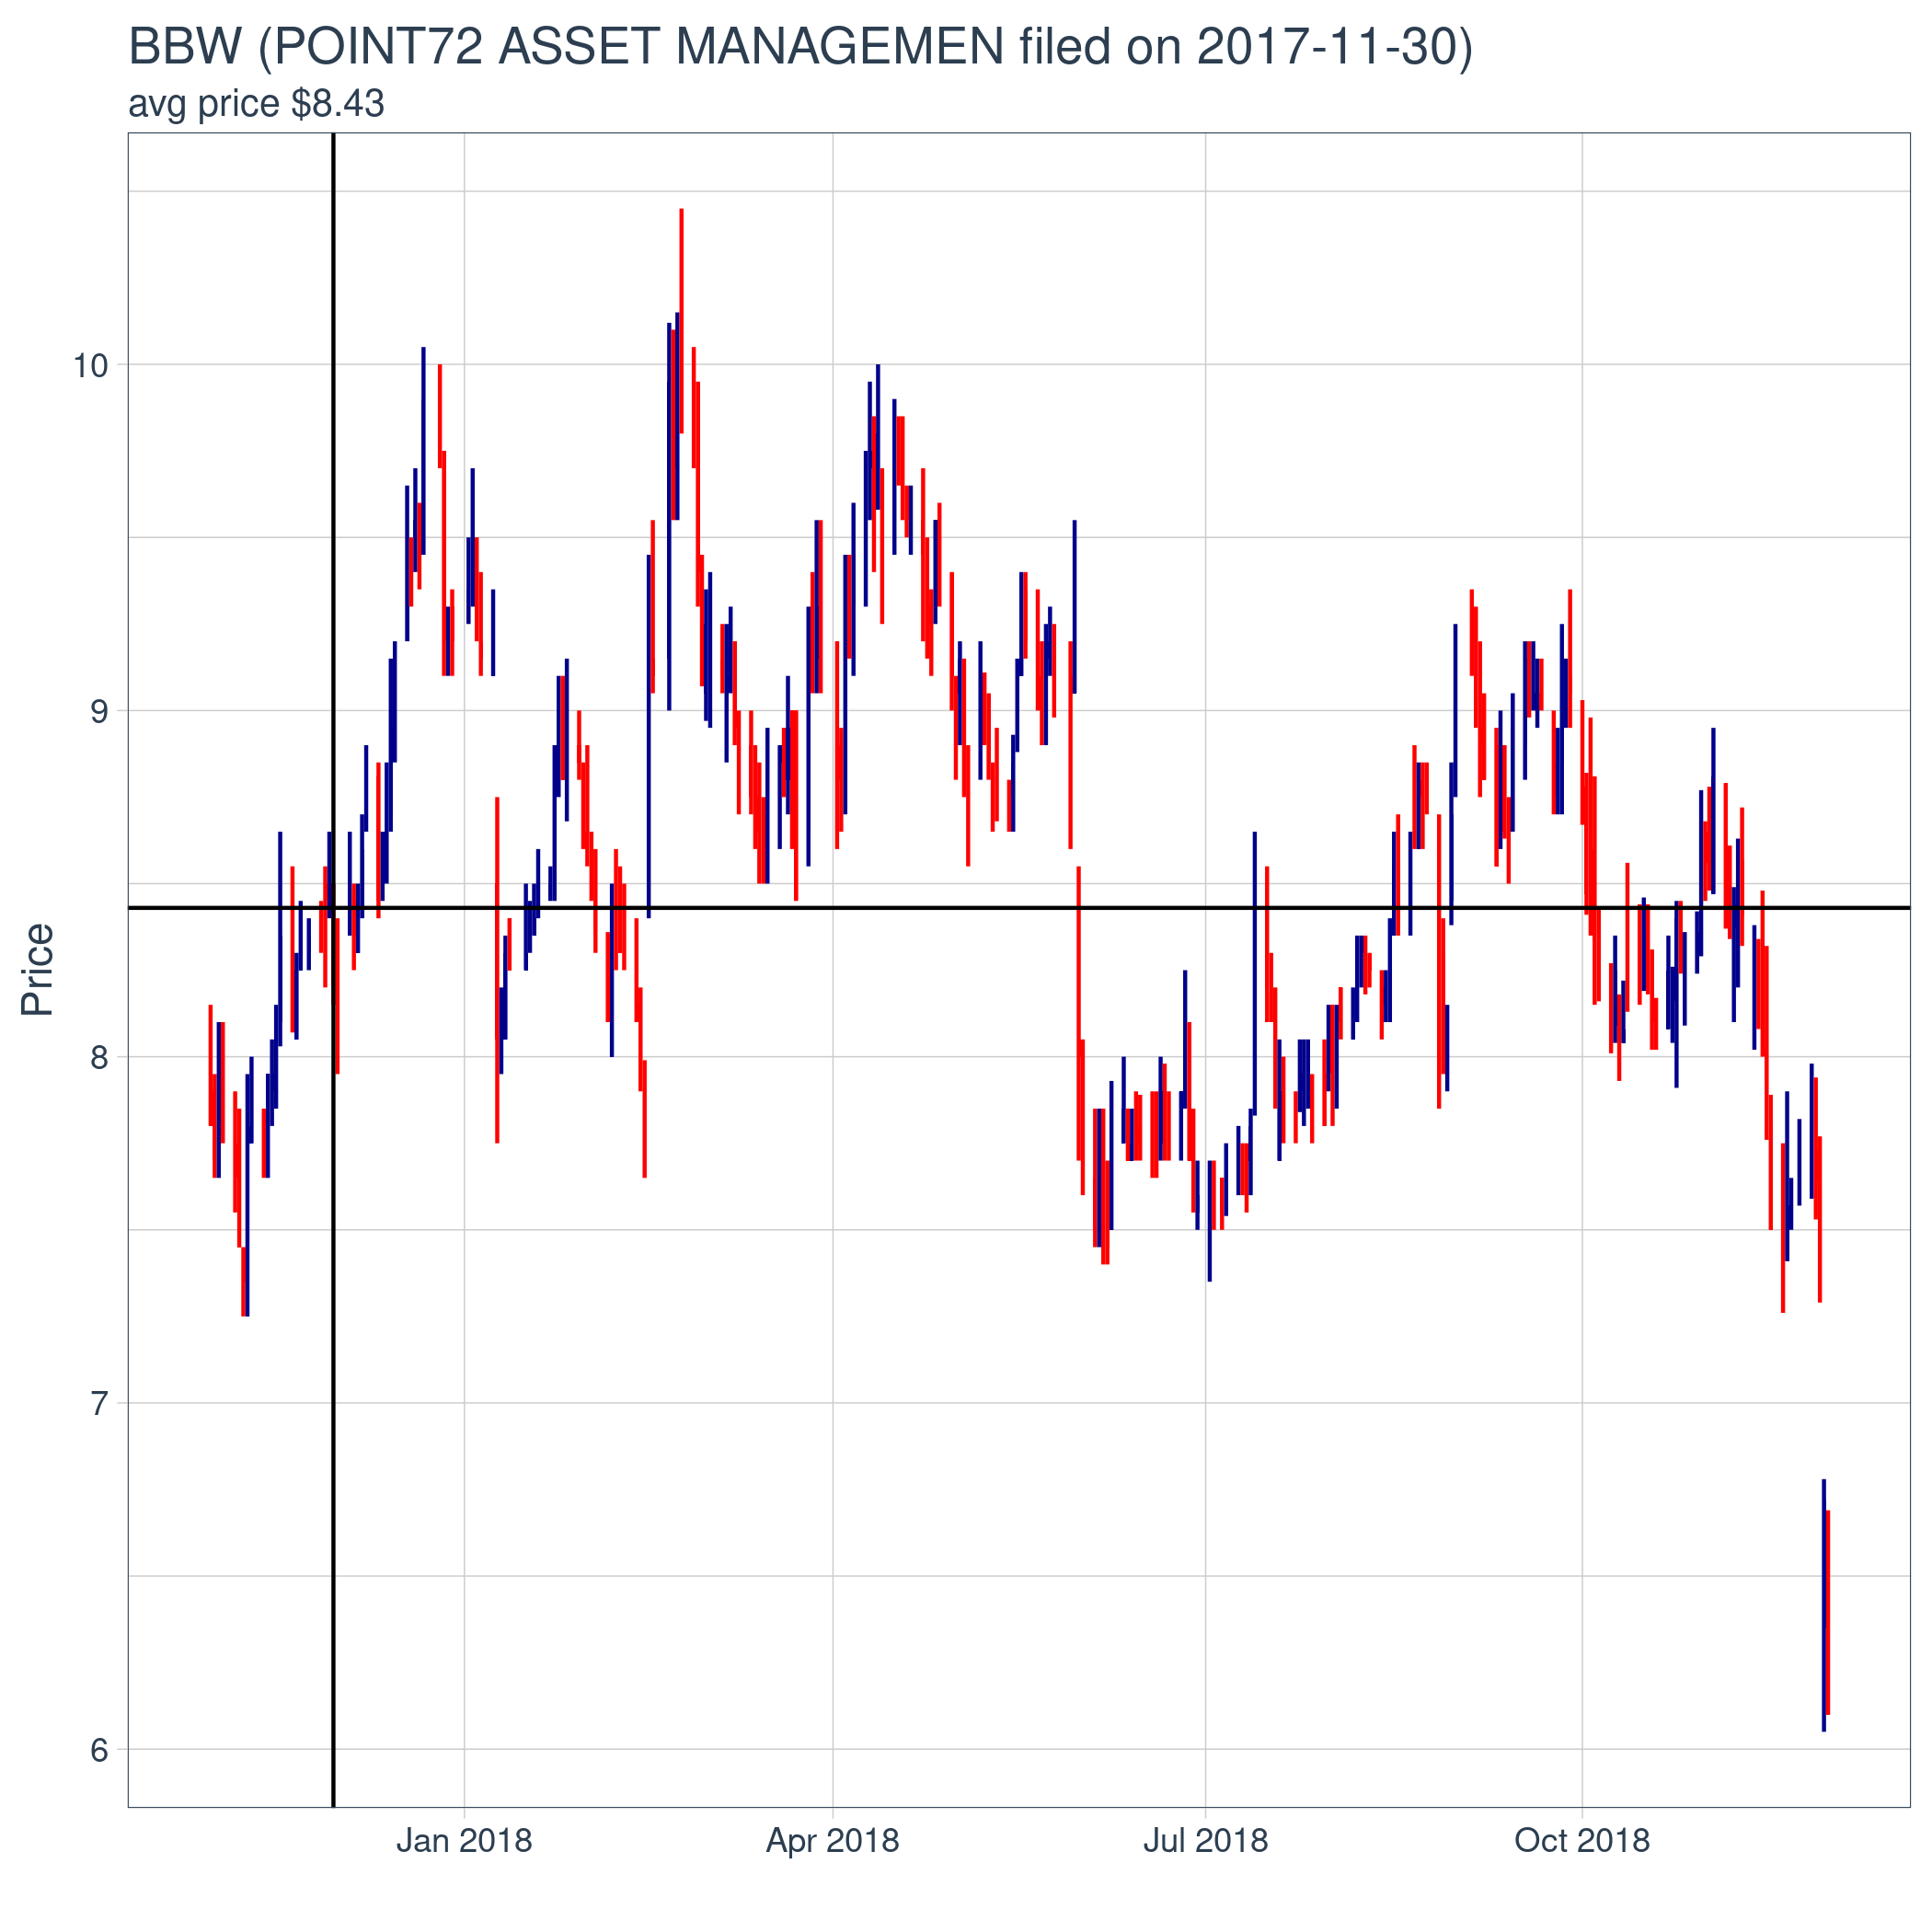 BBW (POINT72 ASSET MANAGEMEN filed on 2017-11-30)
avg price $8.43
10
9
8
7
6
Price
Jan 2018
Apr 2018
Jul 2018
Oct 2018